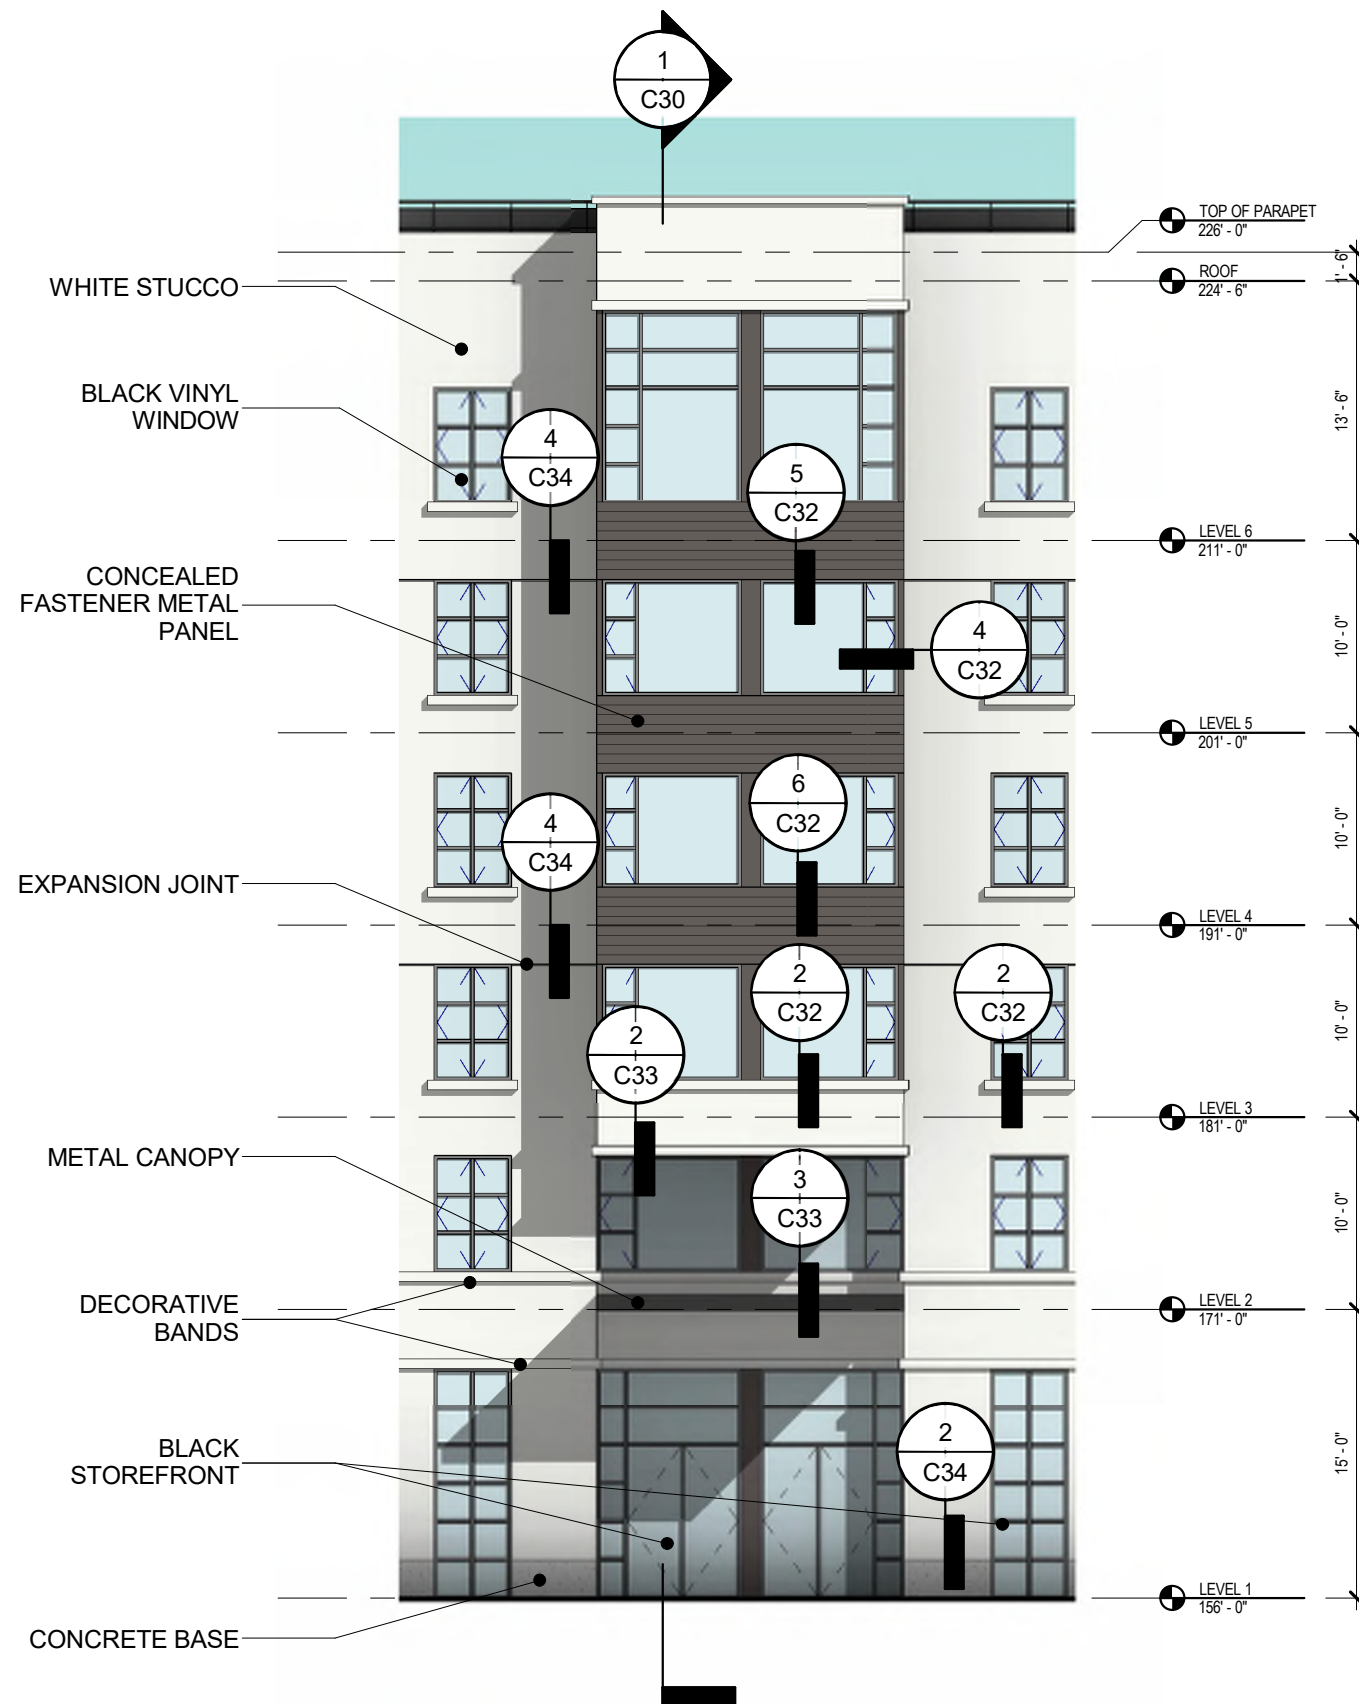 1
C30
TOP OF PARAPET
226' - 0"
1' - 6"
ROOF
224' - 6"
WHITE STUCCO
BLACK VINYL
WINDOW
13' - 6"
4
C34
5
C32
LEVEL 6
211' - 0"
CONCEALED
FASTENER METAL
PANEL
4
C32
10' - 0"
LEVEL 5
201' - 0"
6
C32
4
C34
10' - 0"
EXPANSION JOINT
LEVEL 4
191' - 0"
2
C32
2
C32
10' - 0"
2
C33
LEVEL 3
181' - 0"
METAL CANOPY
3
C33
10' - 0"
DECORATIVE
BANDS
LEVEL 2
171' - 0"
BLACK
STOREFRONT
2
C34
15' - 0"
LEVEL 1
156' - 0"
CONCRETE BASE